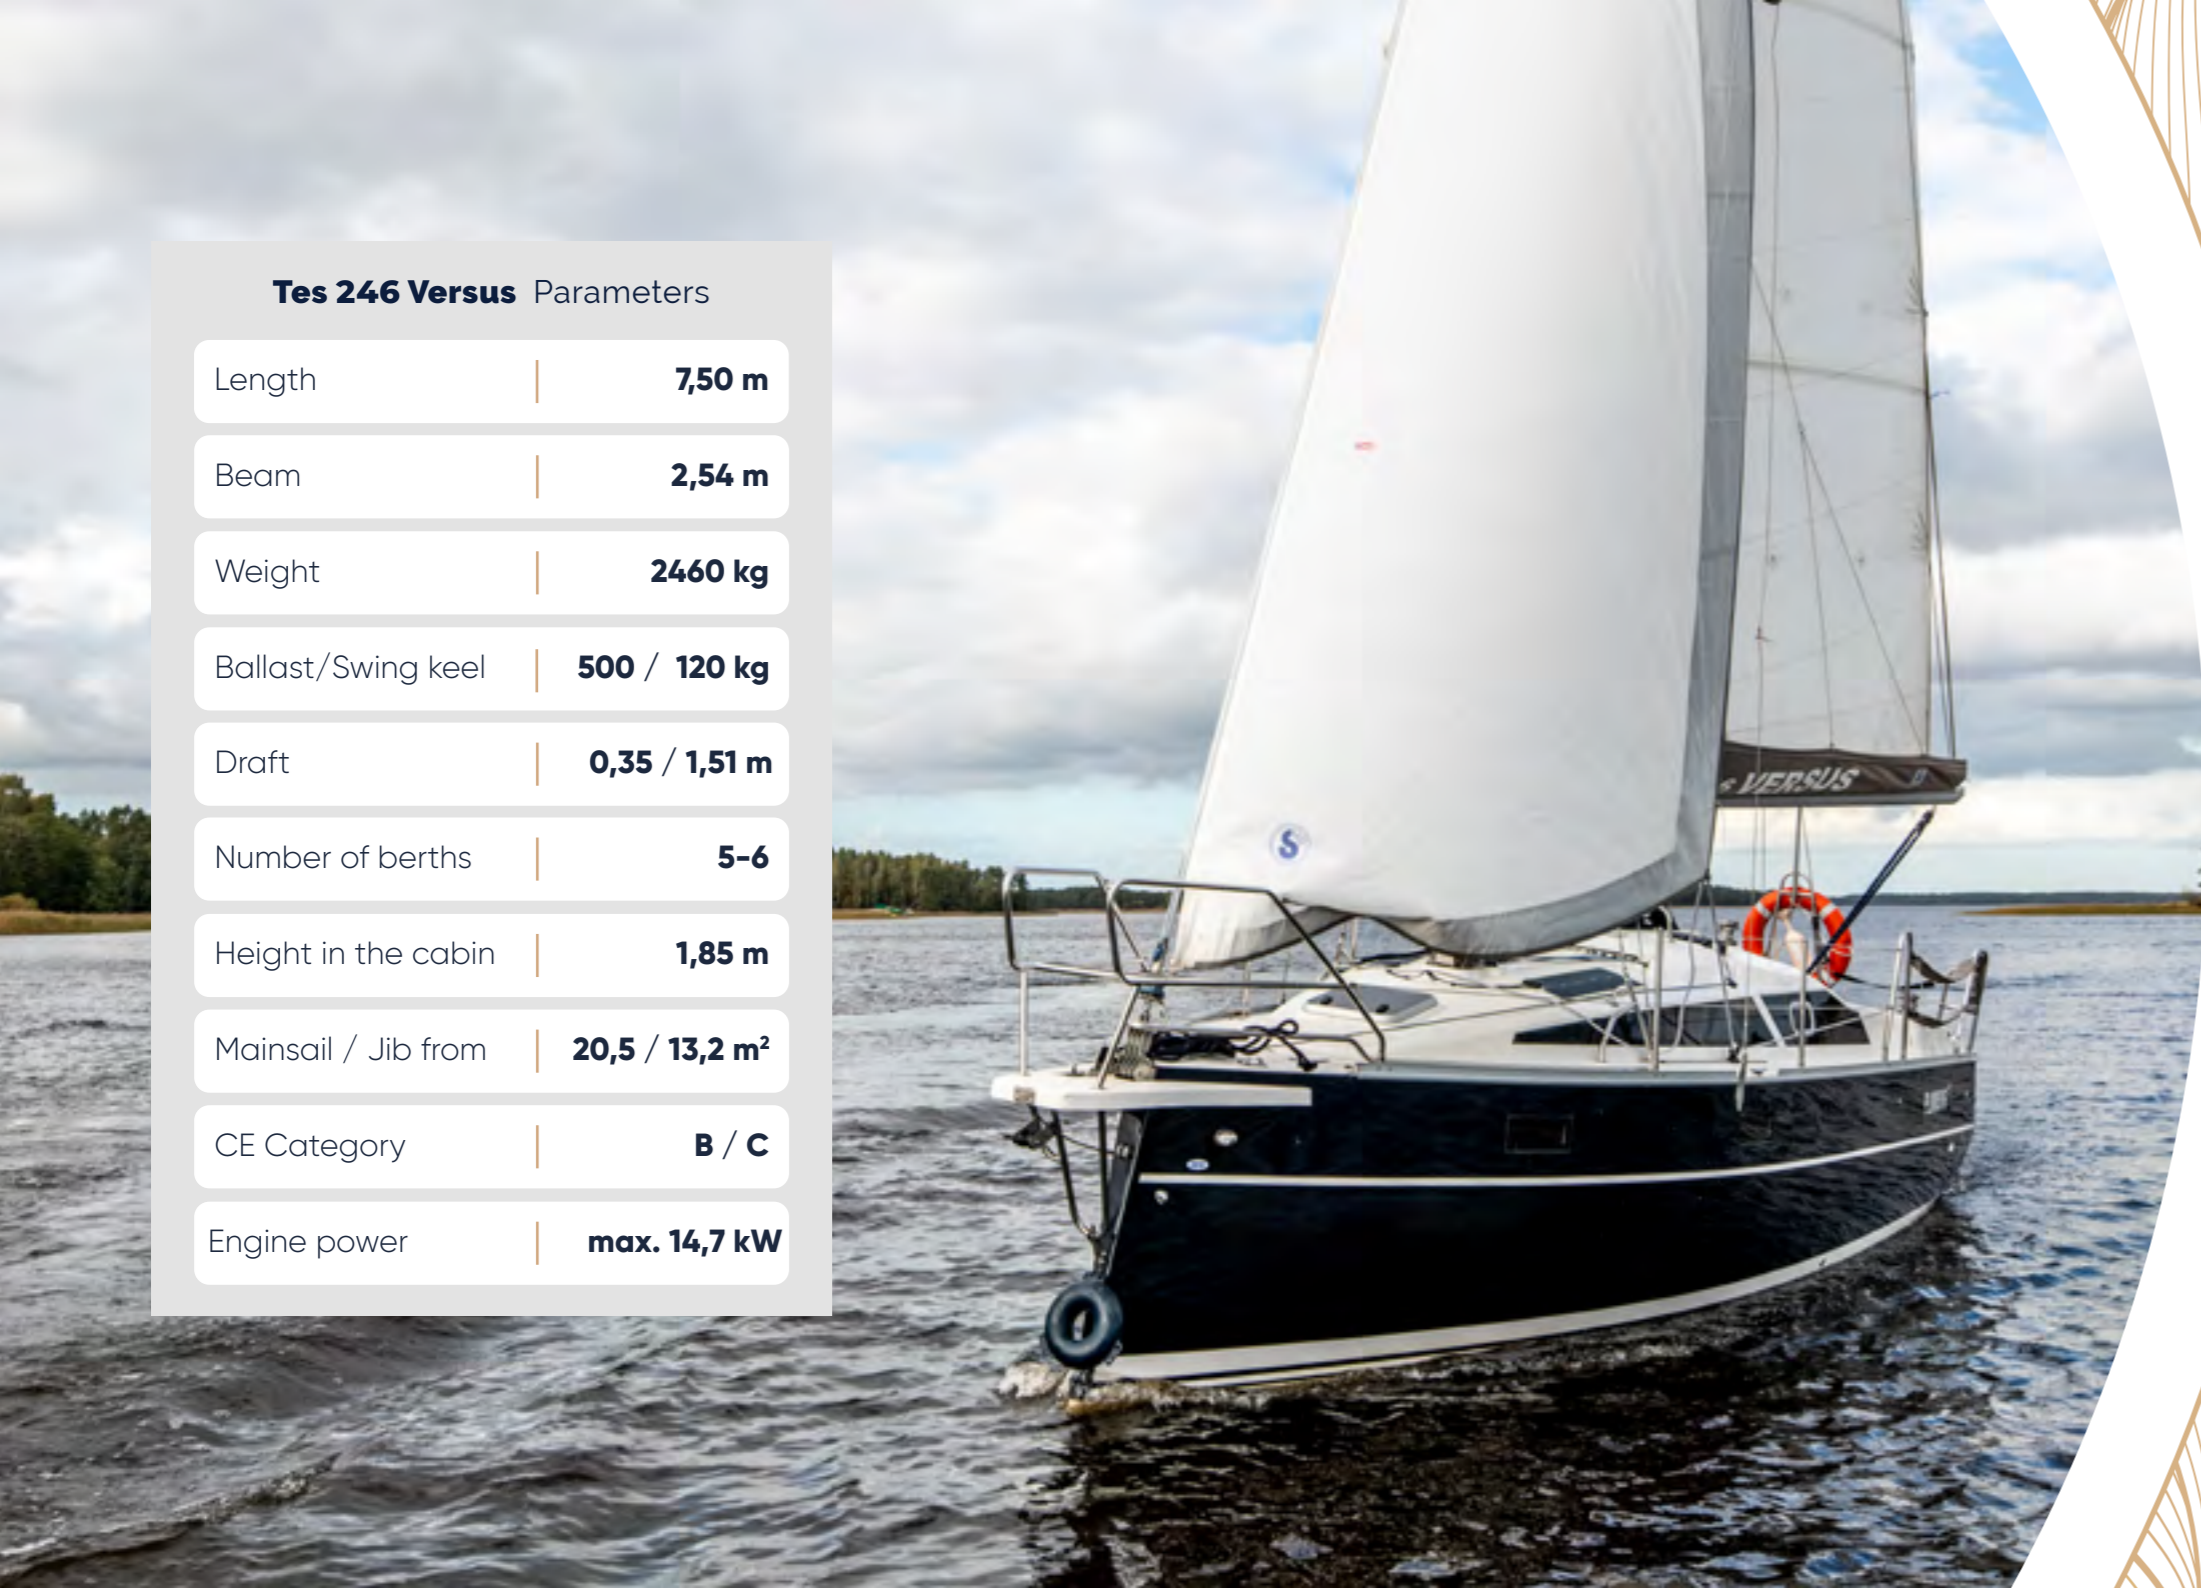 Tes 246 Versus Parameters
Length 7,50 m
Beam 2,54 m
Weight 2460 kg
Ballast/Swing keel 500 / 120 kg
Draft 0,35 / 1,51 m
Number of berths 5-6
Height in the cabin 1,85 m
Mainsail / Jib from 20,5 / 13,2 m²
CE Category B / C
Engine power max. 14,7 kW
S
VERSUS